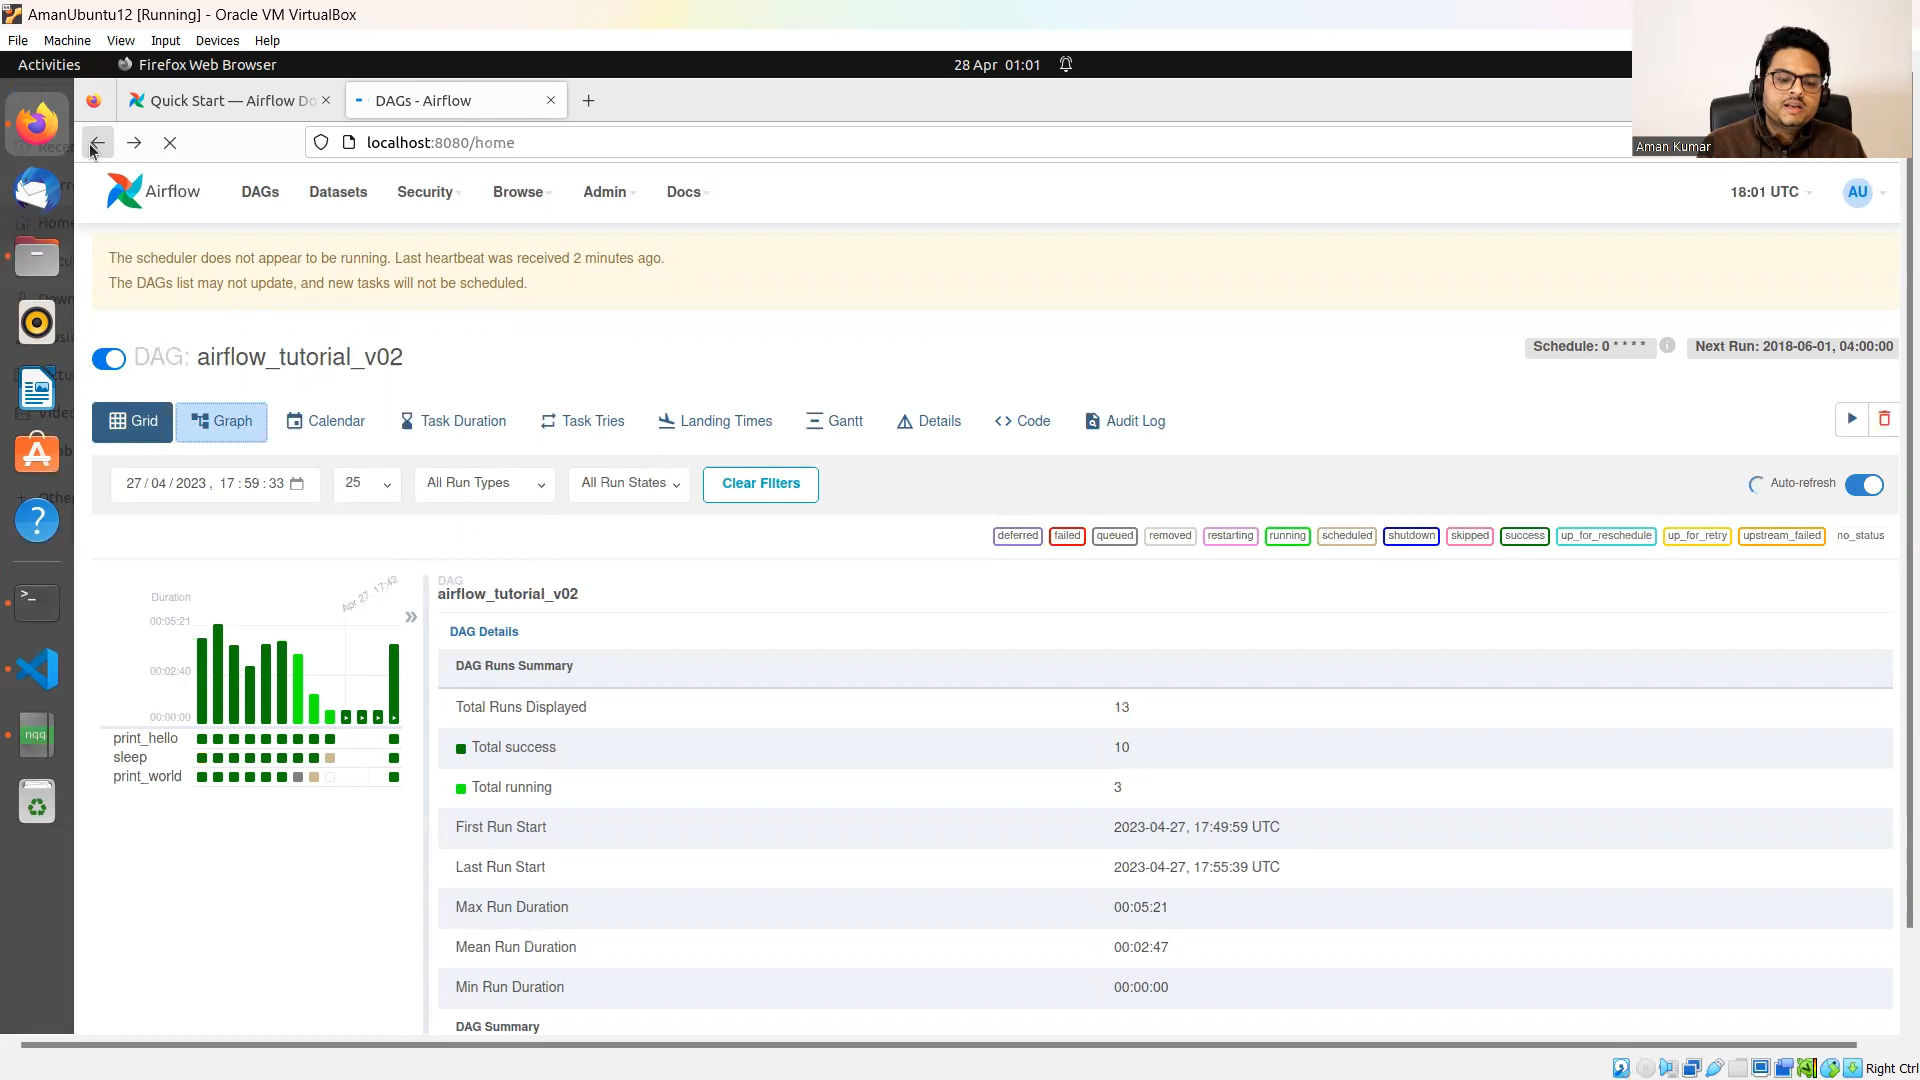 AmanUbuntu12 [Running] - Oracle VM VirtualBox
File Machine View Input Devices Help
Activities Firefox Web Browser 28 Apr 01:01
Quick Start — Airflow Do DAGs - Airflow
localhost:8080/home
Aman Kumar
Airflow DAGs Datasets Security Browse Admin Docs 18:01 UTC AU
The scheduler does not appear to be running. Last heartbeat was received 2 minutes ago.
The DAGs list may not update, and new tasks will not be scheduled.
DAG: airflow_tutorial_v02 Schedule: 0 * * * * Next Run: 2018-06-01, 04:00:00
Grid Graph Calendar Task Duration Task Tries Landing Times Gantt Details Code Audit Log
27/04/2023, 17:59:33 25 All Run Types All Run States Clear Filters Auto-refresh
deferred failed queued removed restarting running scheduled shutdown skipped success up_for_reschedule up_for_retry upstream_failed no_status
Apr 27, 17:42
Duration
00:05:21
00:02:40
00:00:00
print_hello
sleep
print_world
DAG
airflow_tutorial_v02
DAG Details
DAG Runs Summary
Total Runs Displayed 13
Total success 10
Total running 3
First Run Start 2023-04-27, 17:49:59 UTC
Last Run Start 2023-04-27, 17:55:39 UTC
Max Run Duration 00:05:21
Mean Run Duration 00:02:47
Min Run Duration 00:00:00
DAG Summary
nqq
Right Ctrl